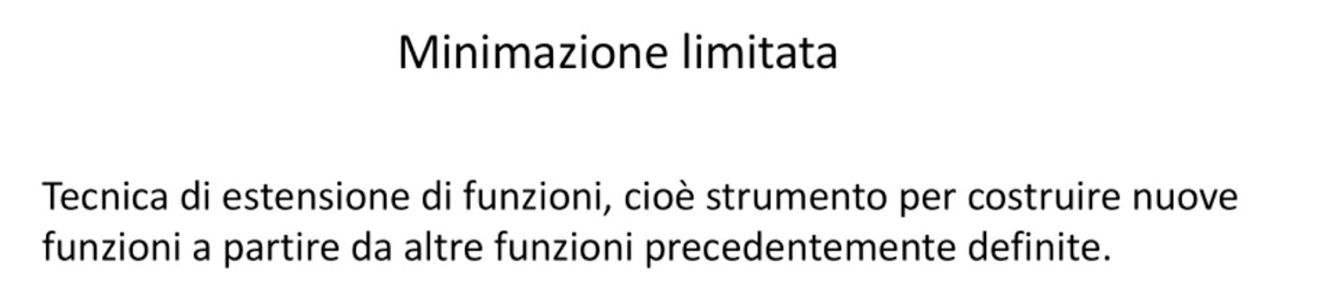 Minimazione limitata
Tecnica di estensione di funzioni, cioè strumento per costruire nuove
funzioni a partire da altre funzioni precedentemente definite.